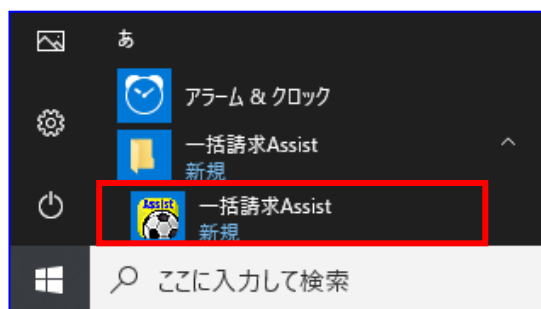 あ
アラーム & クロック
一括請求Assist
新規
Assist
一括請求Assist
新規
ここに入力して検索